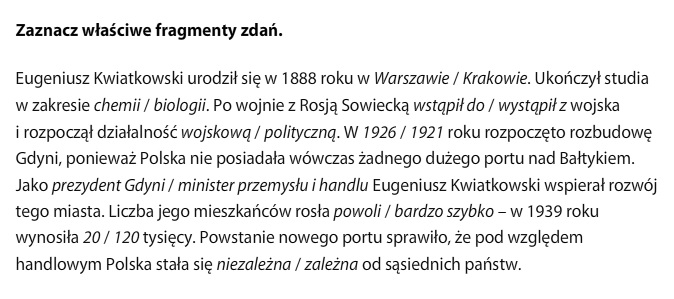 Zaznacz właściwe fragmenty zdań.
Eugeniusz Kwiatkowski urodził się w 1888 roku w Warszawie / Krakowie. Ukończył studia
w zakresie chemii / biologii. Po wojnie z Rosją Sowiecką wstąpił do / wystąpił z wojska
i rozpoczął działalność wojskową / polityczną. W 1926 / 1921 roku rozpoczęto rozbudowę
Gdyni, ponieważ Polska nie posiadała wówczas żadnego dużego portu nad Bałtykiem.
Jako prezydent Gdyni / minister przemysłu i handlu Eugeniusz Kwiatkowski wspierał rozwój
tego miasta. Liczba jego mieszkańców rosła powoli / bardzo szybko – w 1939 roku
wynosiła 20 / 120 tysięcy. Powstanie nowego portu sprawiło, że pod względem
handlowym Polska stała się niezależna / zależna od sąsiednich państw.